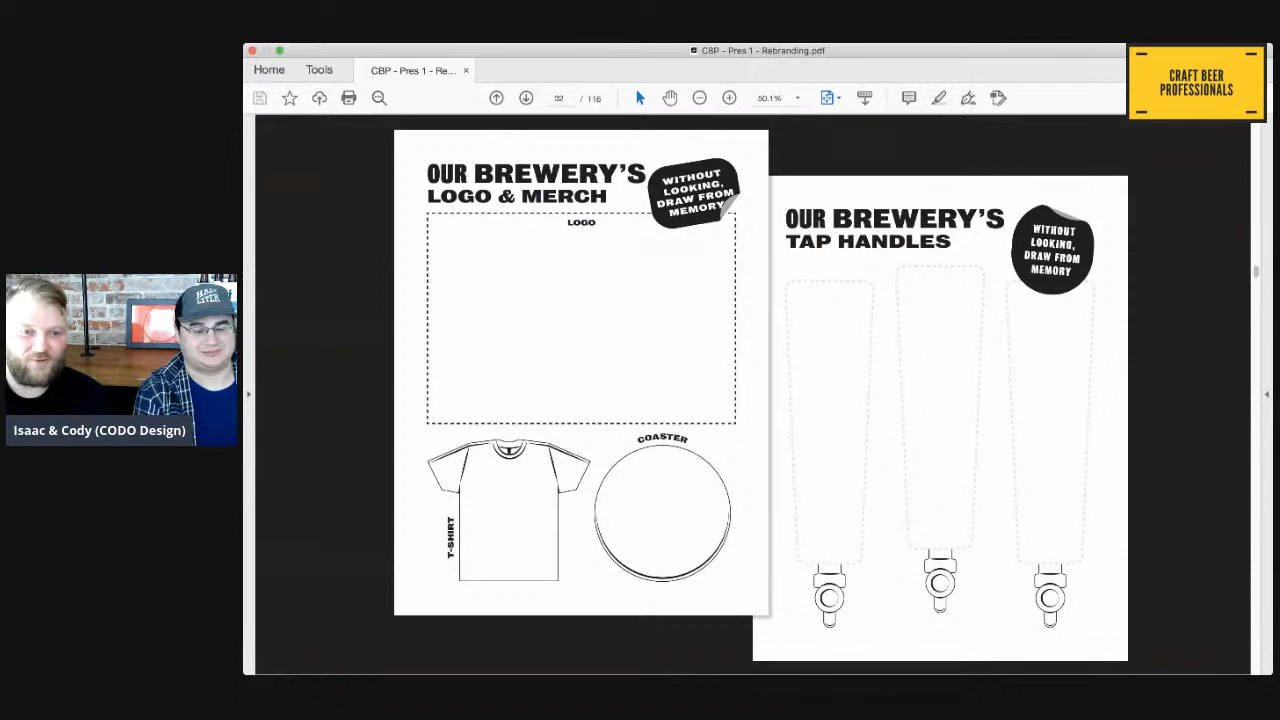 CBP - Pres 1 - Rebranding.pdf
Home
Tools
CBP - Pres 1 - Re...
32 / 116
50.1%
CRAFT BEER
PROFESSIONALS
OUR BREWERY'S
LOGO & MERCH
WITHOUT
LOOKING,
DRAW FROM
MEMORY
LOGO
T-SHIRT
COASTER
OUR BREWERY'S
TAP HANDLES
WITHOUT
LOOKING,
DRAW FROM
MEMORY
Isaac & Cody (CODO Design)